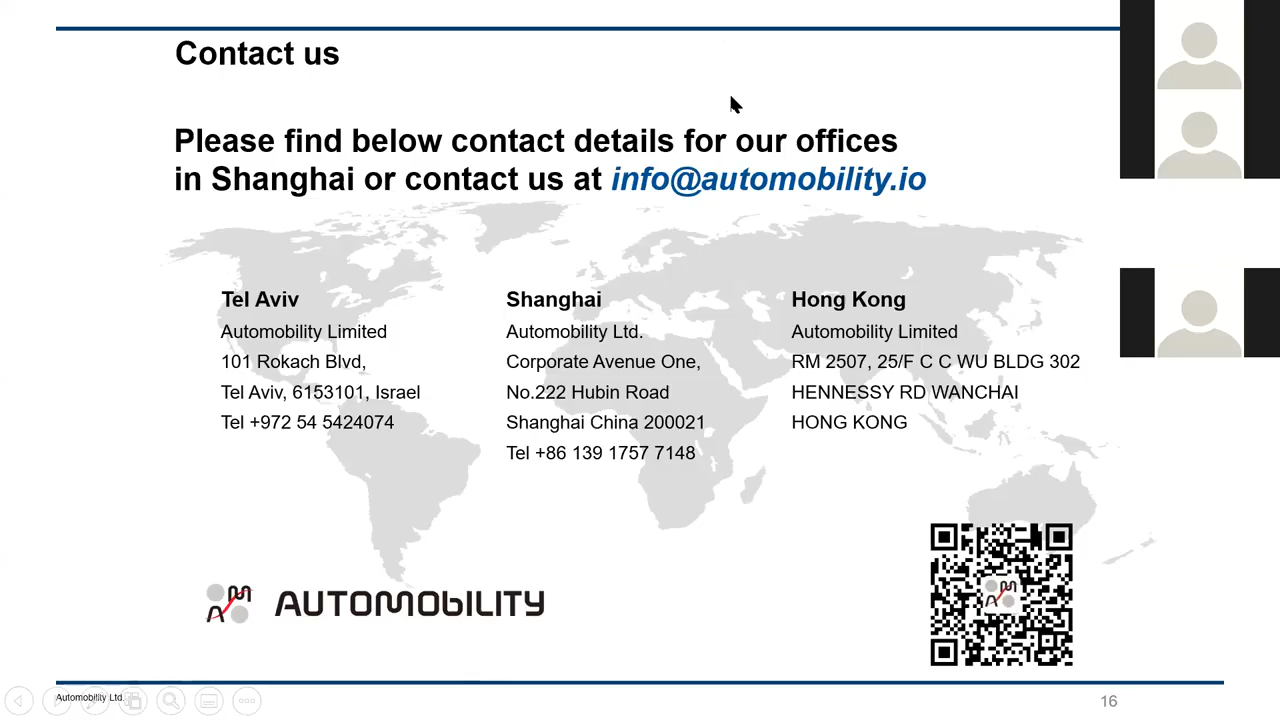 Contact us
Please find below contact details for our offices
in Shanghai or contact us at info@automobility.io
Tel Aviv
Automobility Limited
101 Rokach Blvd,
Tel Aviv, 6153101, Israel
Tel +972 54 5424074
Shanghai
Automobility Ltd.
Corporate Avenue One,
No.222 Hubin Road
Shanghai China 200021
Tel +86 139 1757 7148
Hong Kong
Automobility Limited
RM 2507, 25/F C C WU BLDG 302
HENNESSY RD WANCHAI
HONG KONG
AUTOMOBILITY
Automobility Ltd.
16